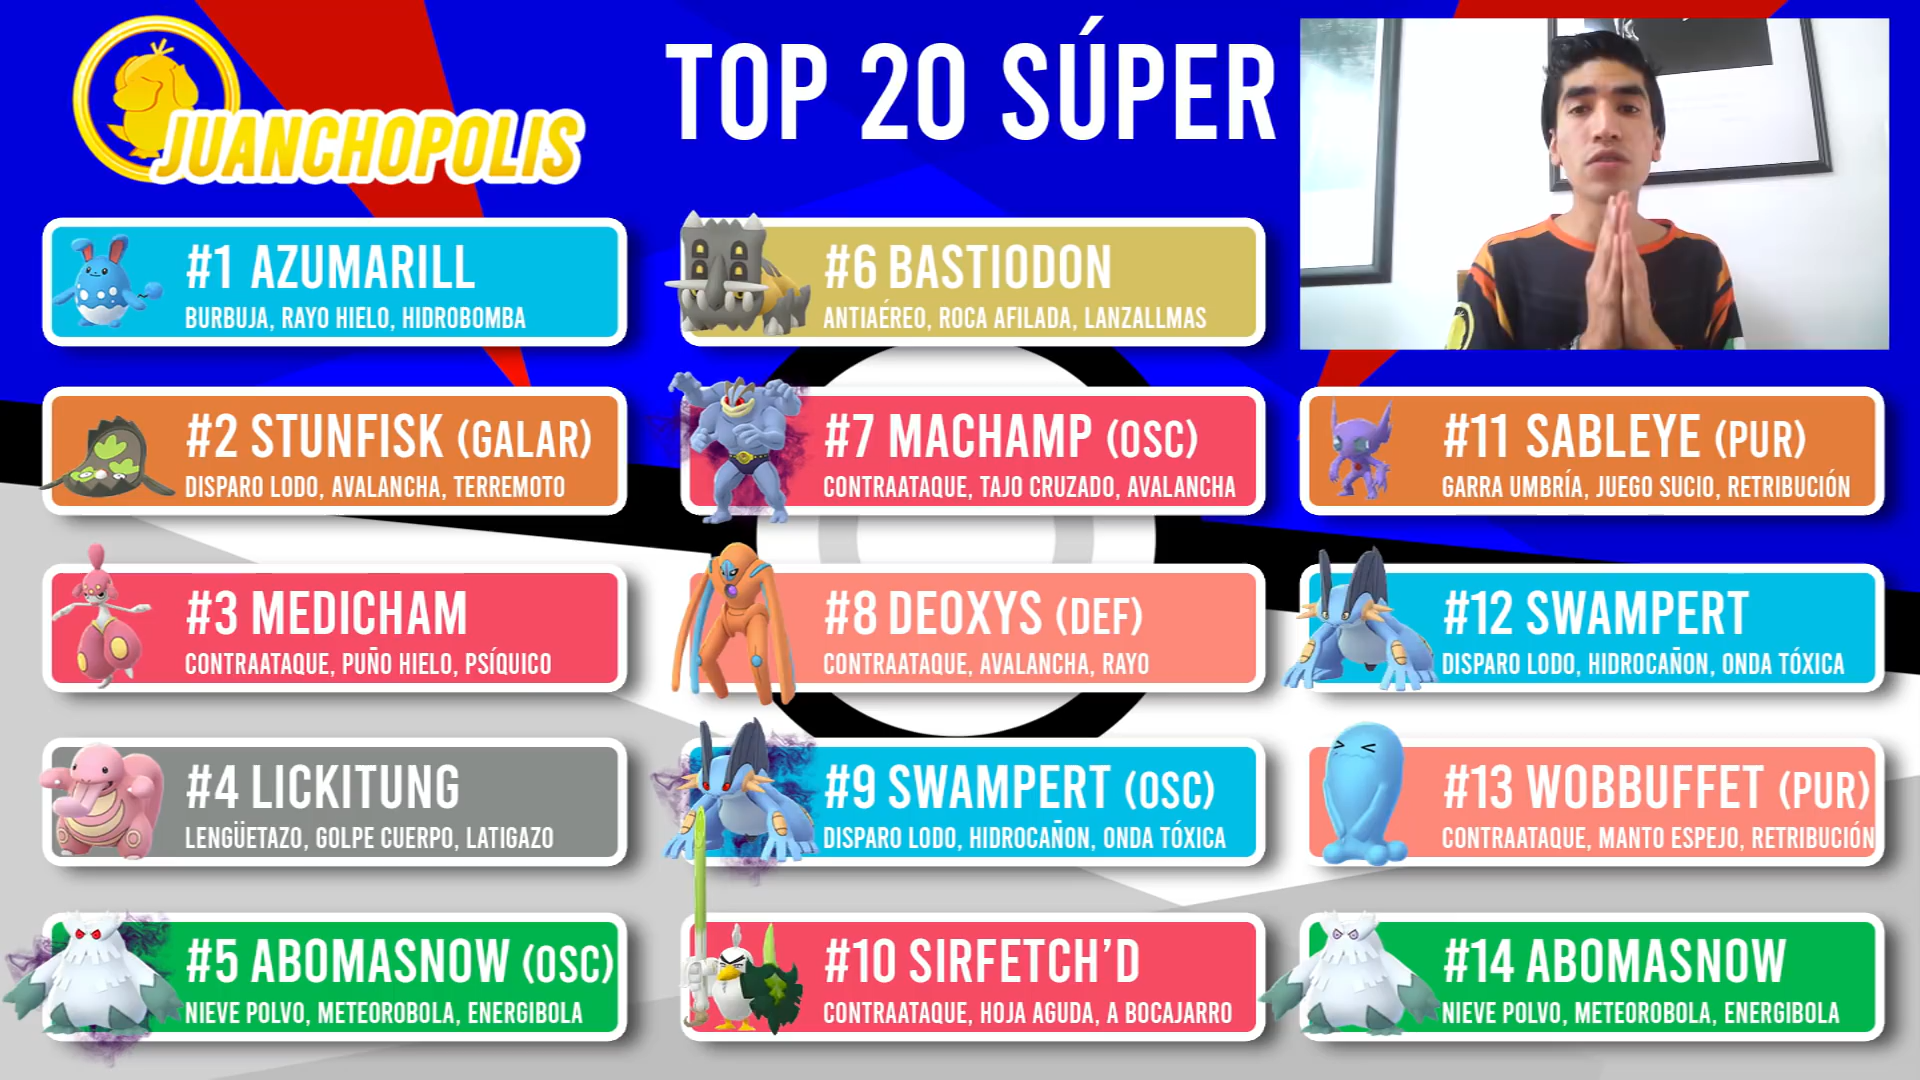 JUANCHOPOLIS
TOP 20 SÚPER
#1 AZUMARILL
BURBUJA, RAYO HIELO, HIDROBOMBA
#2 STUNFISK (GALAR)
DISPARO LODO, AVALANCHA, TERREMOTO
#3 MEDICHAM
CONTRAATAQUE, PUÑO HIELO, PSÍQUICO
#4 LICKITUNG
LENGÜETAZO, GOLPE CUERPO, LATIGAZO
#5 ABOMASNOW (OSC)
NIEVE POLVO, METEOROBOLA, ENERGIBOLA
#6 BASTIODON
ANTIAÉREO, ROCA AFILADA, LANZALLMAS
#7 MACHAMP (OSC)
CONTRAATAQUE, TAJO CRUZADO, AVALANCHA
#8 DEOXYS (DEF)
CONTRAATAQUE, AVALANCHA, RAYO
#9 SWAMPERT (OSC)
DISPARO LODO, HIDROCAÑON, ONDA TÓXICA
#10 SIRFETCH'D
CONTRAATAQUE, HOJA AGUDA, A BOCAJARRO
#11 SABLEYE (PUR)
GARRA UMBRÍA, JUEGO SUCIO, RETRIBUCIÓN
#12 SWAMPERT
DISPARO LODO, HIDROCAÑON, ONDA TÓXICA
#13 WOBBUFFET (PUR)
CONTRAATAQUE, MANTO ESPEJO, RETRIBUCIÓN
#14 ABOMASNOW
NIEVE POLVO, METEOROBOLA, ENERGIBOLA